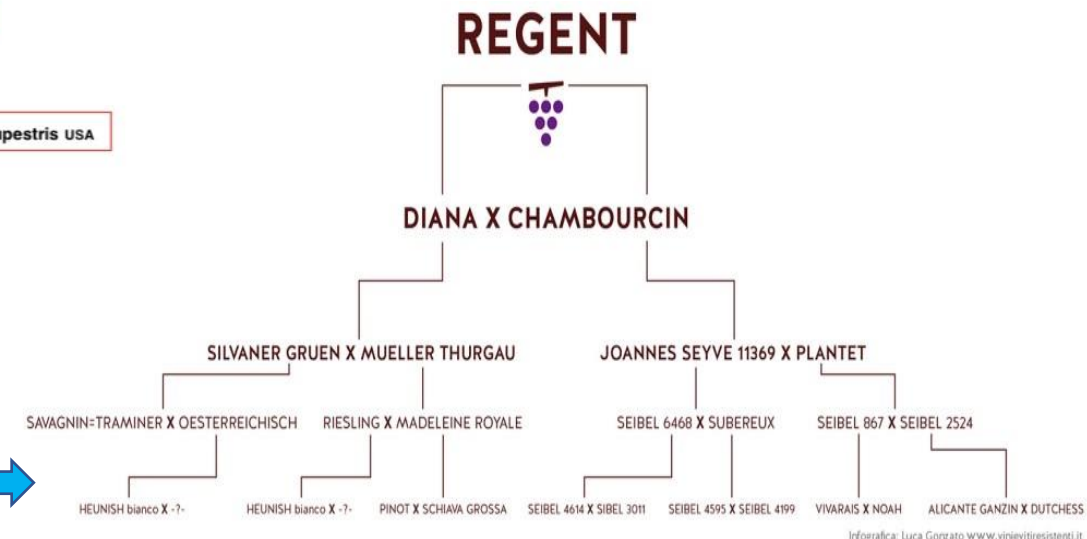 REGENT
upestris USA
DIANA X CHAMBOURCIN
SILVANER GRUEN X MUELLER THURGAU
JOANNES SEYVE 11369 X PLANTET
SAVAGNIN=TRAMINER X OESTERREICHISCH
RIESLING X MADELEINE ROYALE
SEIBEL 6468 X SUBEREUX
SEIBEL 867 X SEIBEL 2524
HEUNISH bianco X -?-
HEUNISH bianco X -?-
PINOT X SCHIAVA GROSSA
SEIBEL 4614 X SIBEL 3011
SEIBEL 4595 X SEIBEL 4199
VIVARAIS X NOAH
ALICANTE GANZIN X DUTCHESS
Infografica: Luca Gonzato www.vinievitiresistenti.it